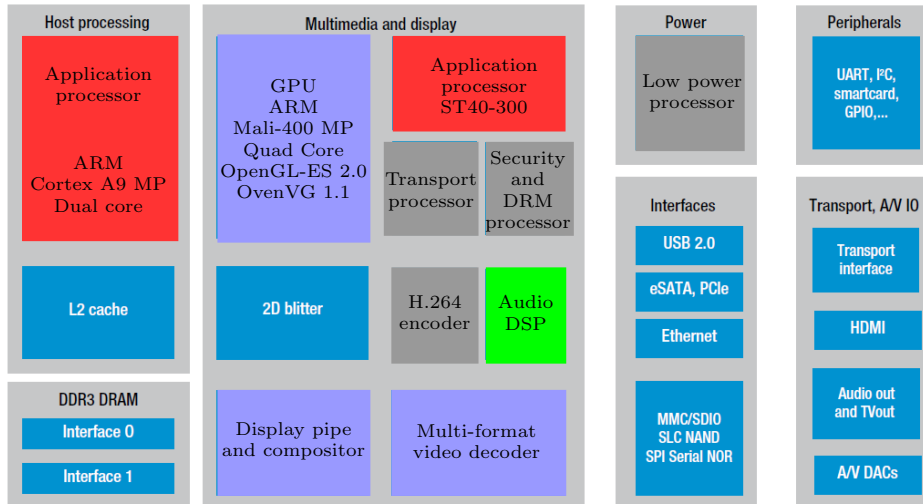 Host processing
Application
processor
ARM
Cortex A9 MP
Dual core
L2 cache
DDR3 DRAM
Interface 0
Interface 1
Multimedia and display
GPU
ARM
Mali-400 MP
Quad Core
OpenGL-ES 2.0
OvenVG 1.1
Application
processor
ST40-300
Transport
processor
Security
and
DRM
processor
2D blitter
H.264
encoder
Audio
DSP
Display pipe
and compositor
Multi-format
video decoder
Power
Low power
processor
Interfaces
USB 2.0
eSATA, PCIe
Ethernet
MMC/SDIO
SLC NAND
SPI Serial NOR
Peripherals
UART, I²C,
smartcard,
GPIO,...
Transport, A/V IO
Transport
interface
HDMI
Audio out
and TVout
A/V DACs